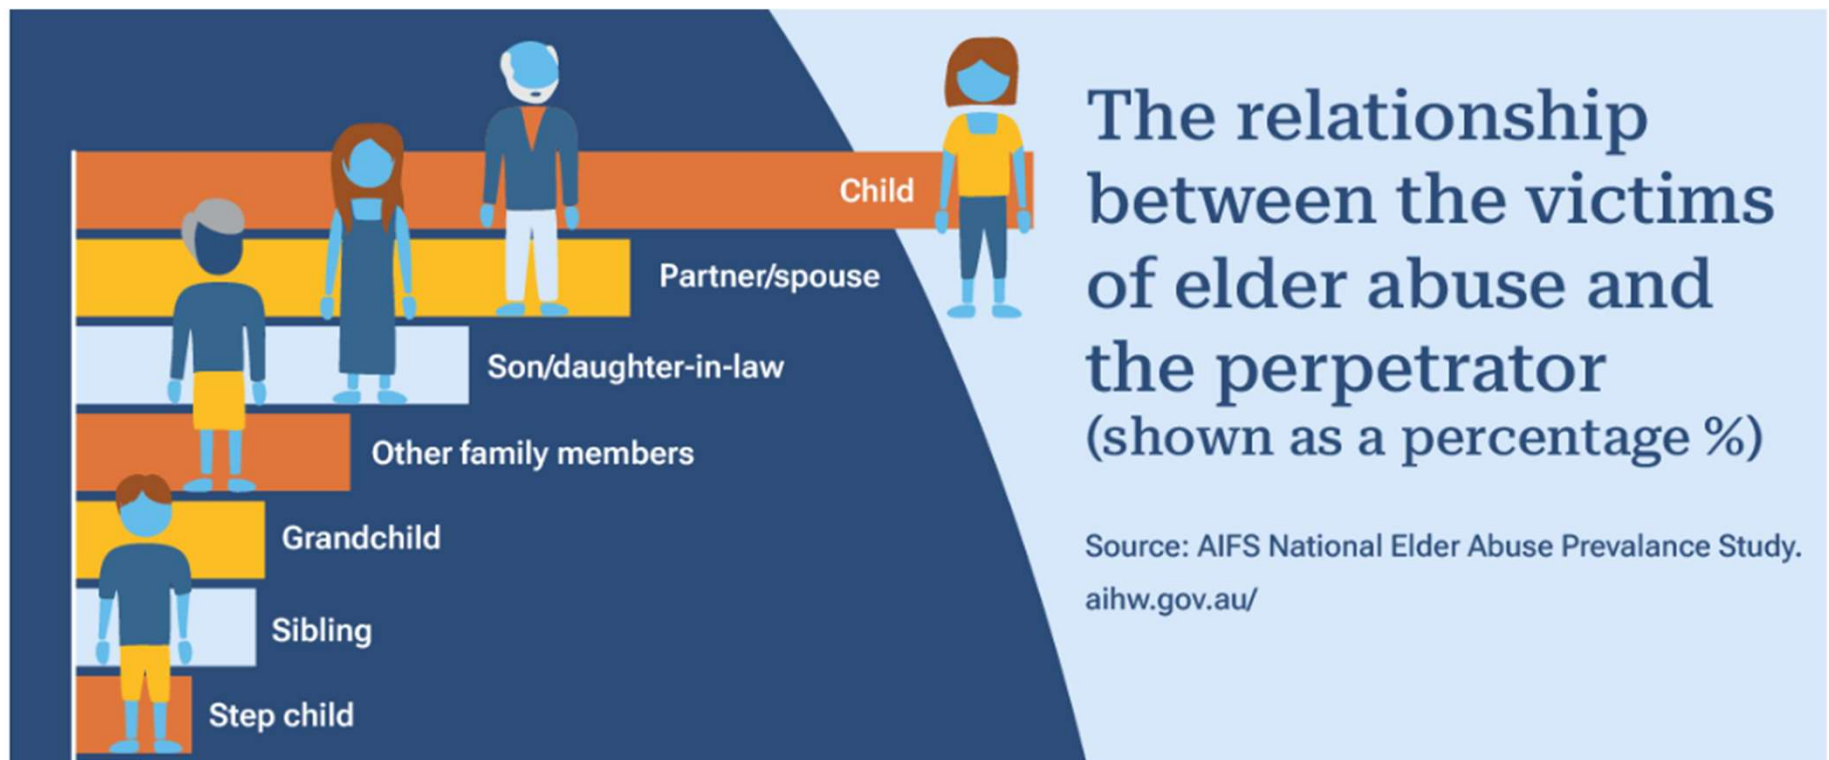 Child
Partner/spouse
Son/daughter-in-law
Other family members
Grandchild
Sibling
Step child
The relationship
between the victims
of elder abuse and
the perpetrator
(shown as a percentage %)
Source: AIFS National Elder Abuse Prevalance Study.
aihw.gov.au/